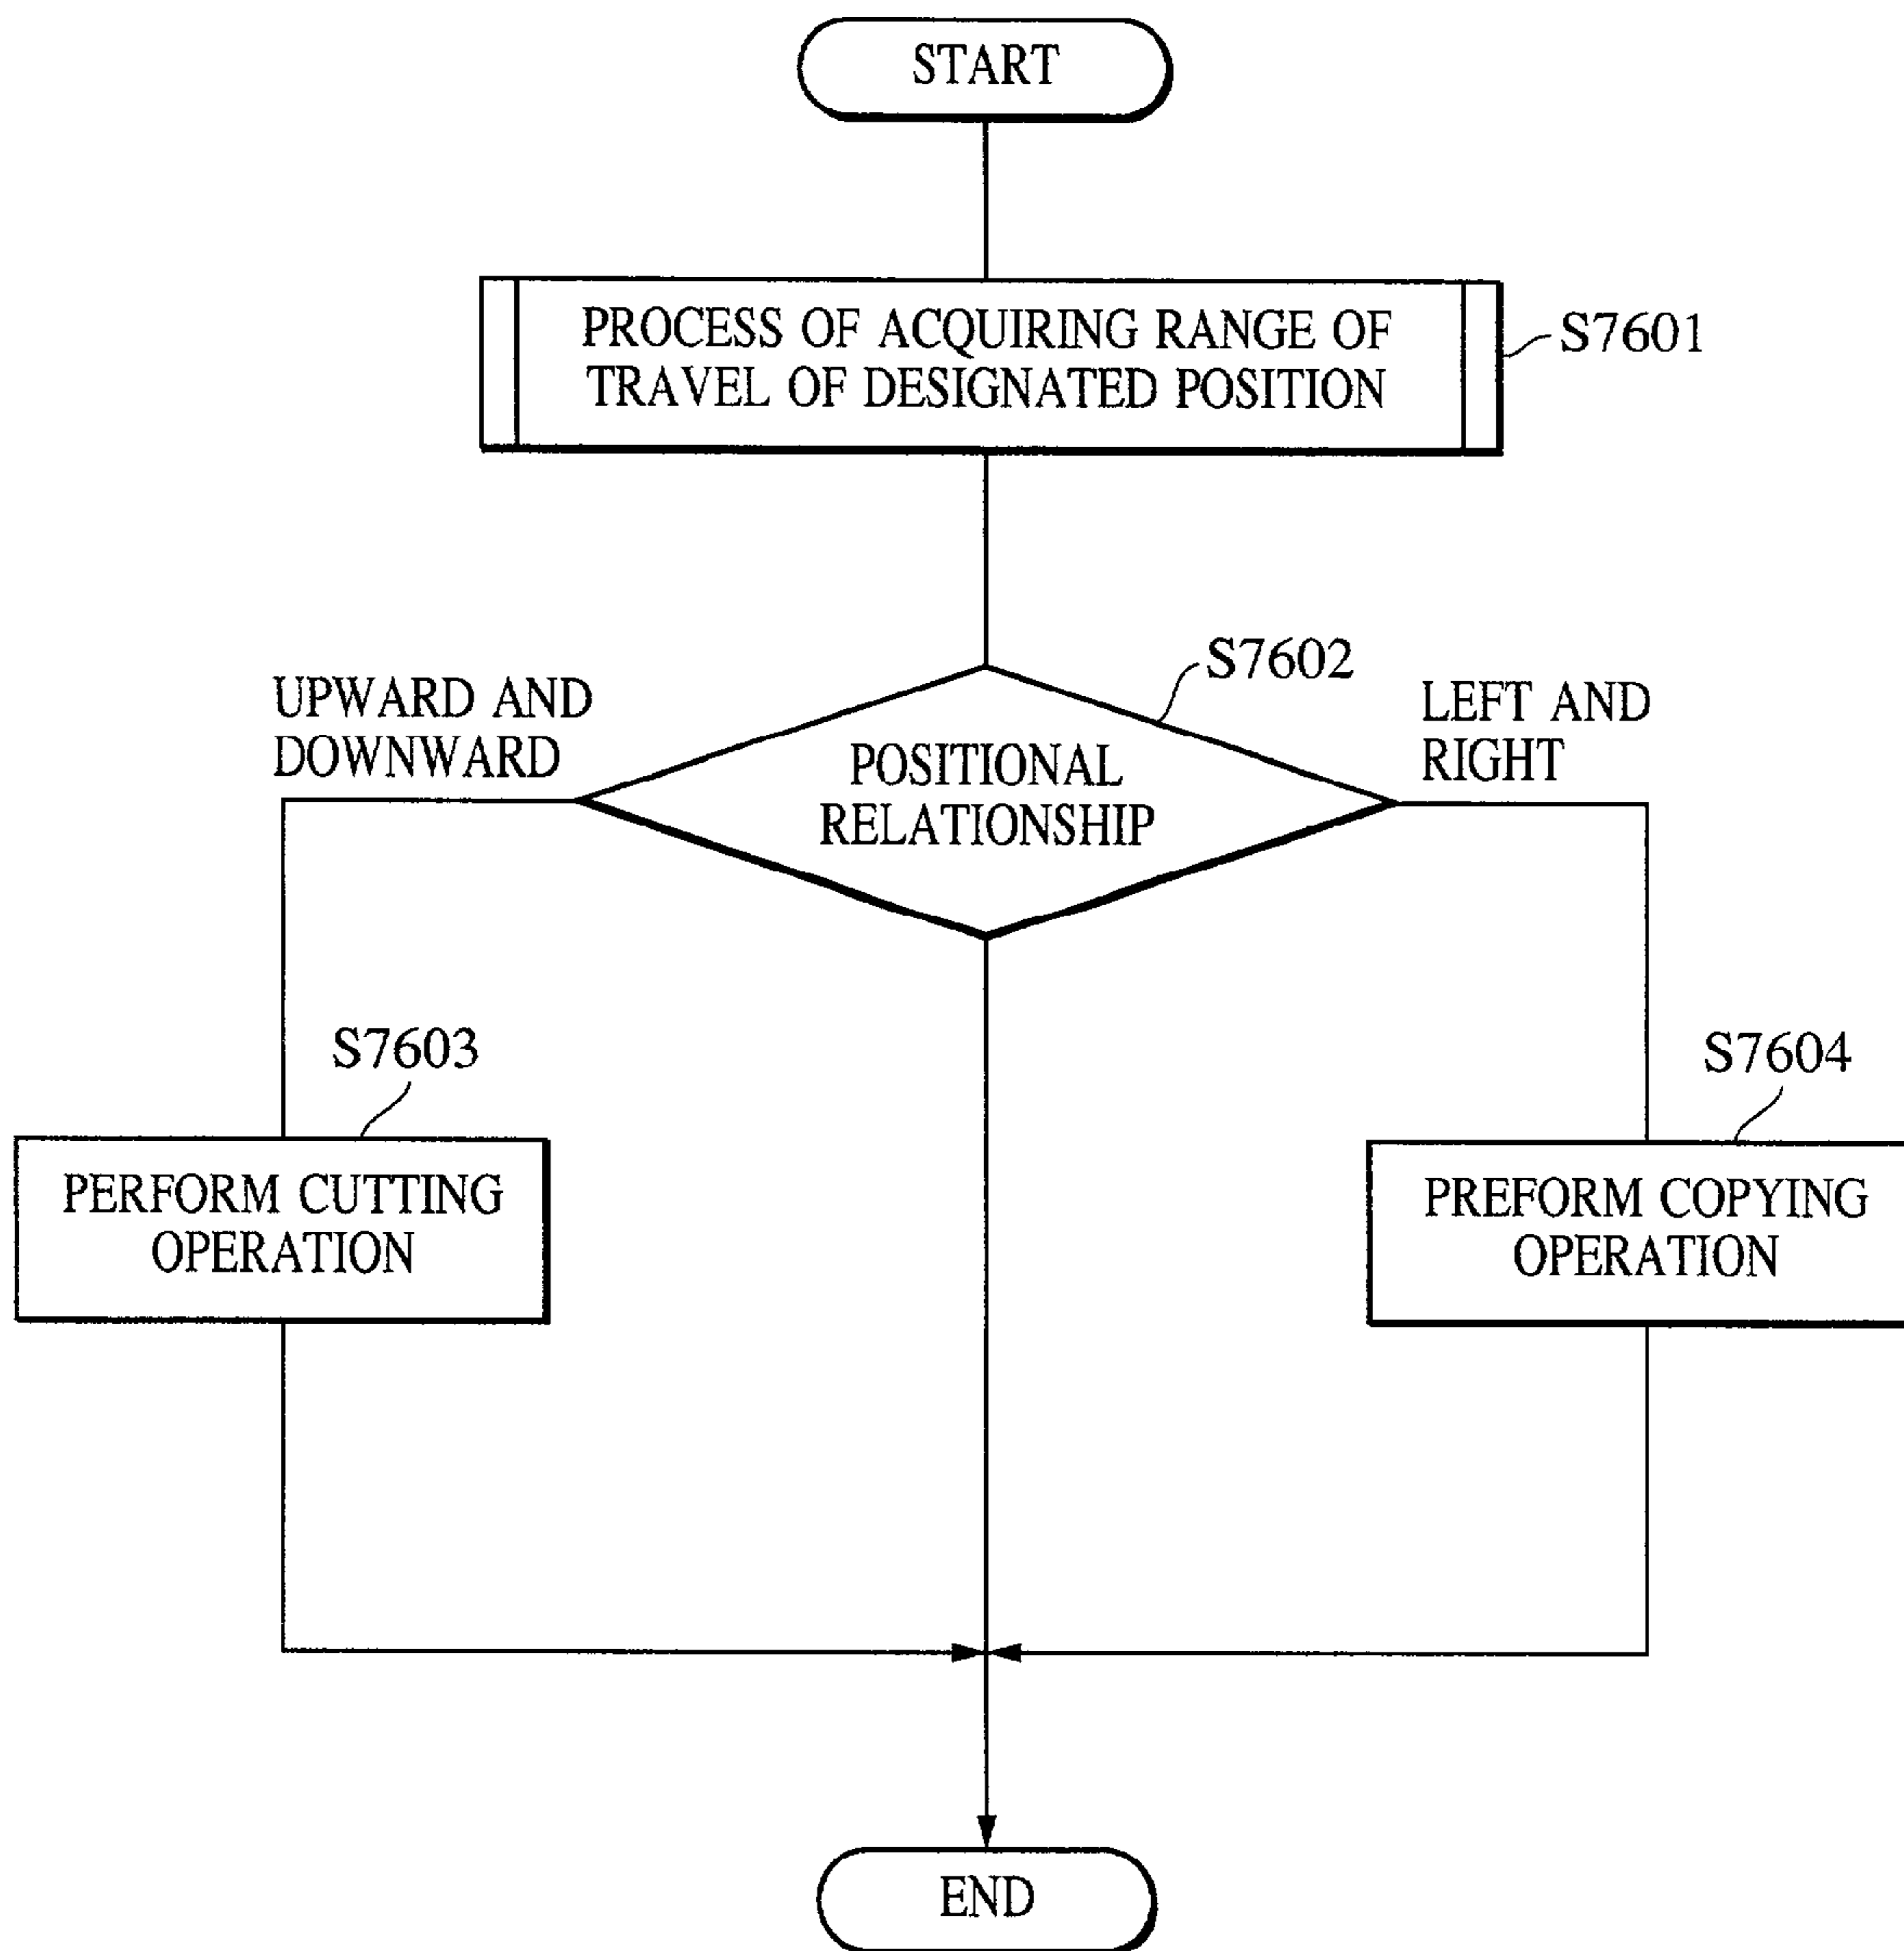 START
PROCESS OF ACQUIRING RANGE OF
TRAVEL OF DESIGNATED POSITION
S7601
S7602
UPWARD AND
DOWNWARD
POSITIONAL
RELATIONSHIP
LEFT AND
RIGHT
S7603
PERFORM CUTTING
OPERATION
S7604
PREFORM COPYING
OPERATION
END